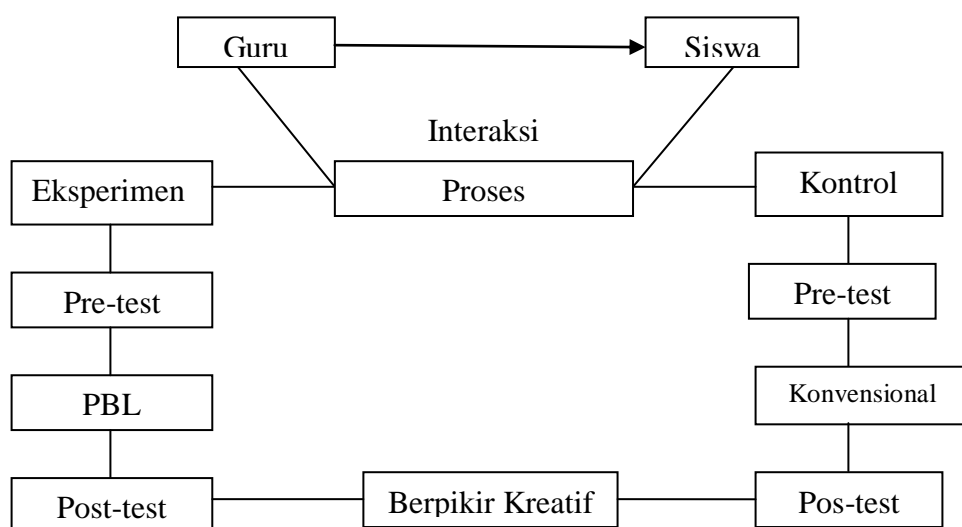 Guru
Siswa
Interaksi
Eksperimen
Proses
Kontrol
Pre-test
Pre-test
PBL
Konvensional
Post-test
Berpikir Kreatif
Pos-test